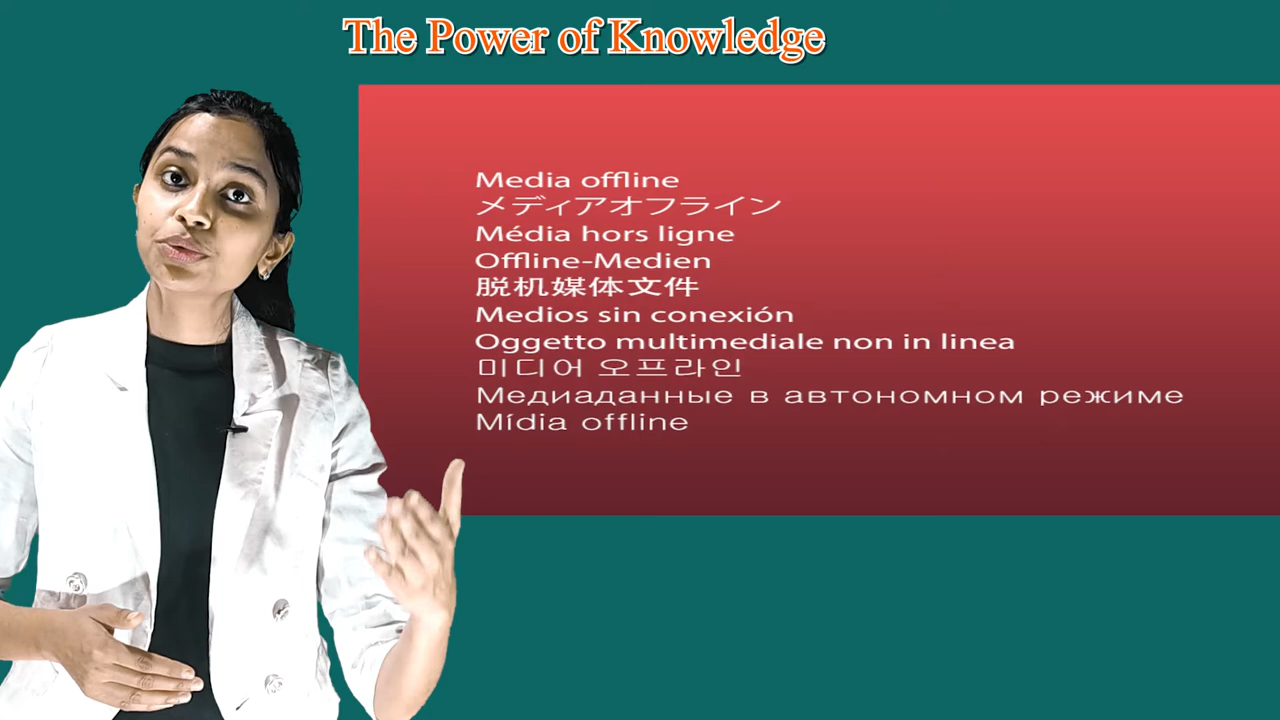 The Power of Knowledge
Media offline
メディアオフライン
Média hors ligne
Offline-Medien
脱机媒体文件
Medios sin conexión
Oggetto multimediale non in linea
미디어 오프라인
Медиаданные в автономном режиме
Mídia offline